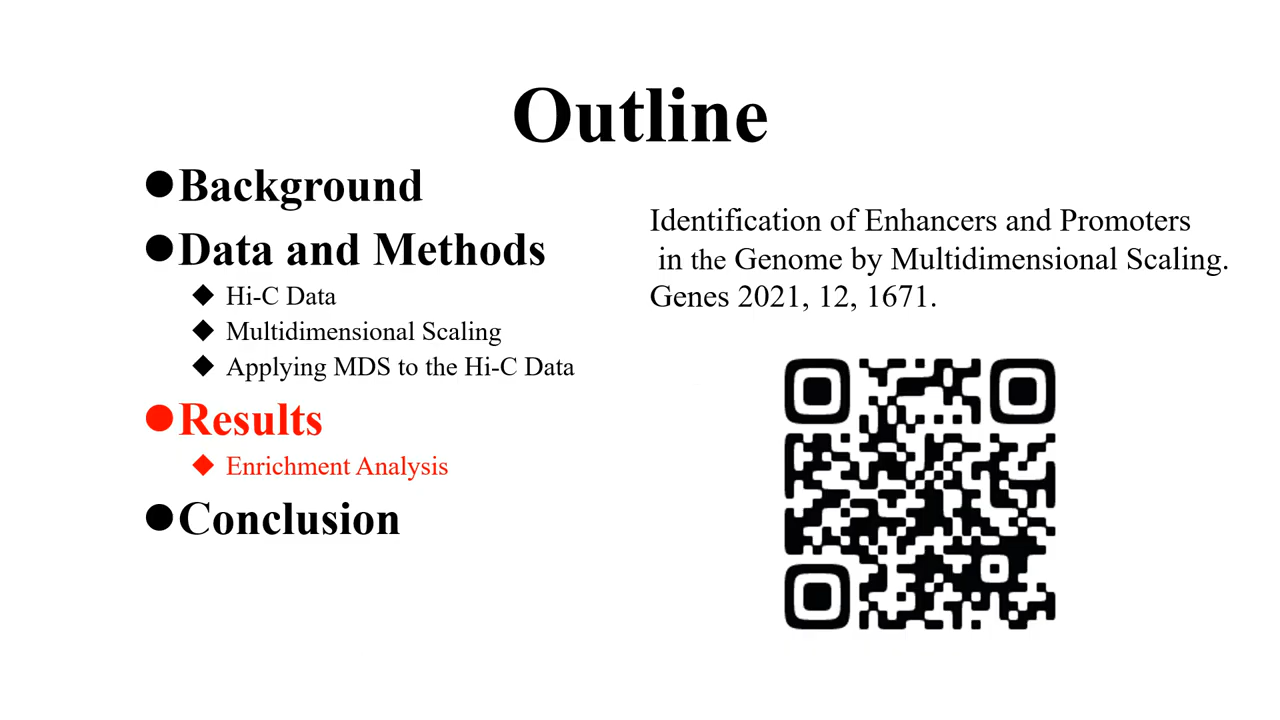 Outline
Background
Data and Methods
Hi-C Data
Multidimensional Scaling
Applying MDS to the Hi-C Data
Results
Enrichment Analysis
Conclusion
Identification of Enhancers and Promoters
in the Genome by Multidimensional Scaling.
Genes 2021, 12, 1671.